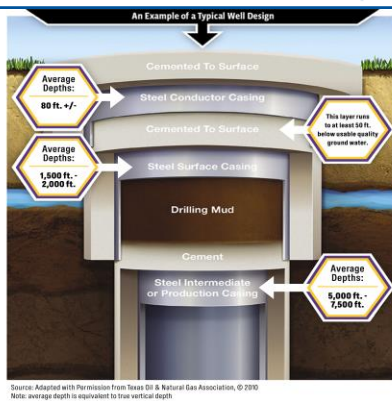 An Example of a Typical Well Design
Cemented To Surface
Average
Depths:
80 ft. +/-
Steel Conductor Casing
Cemented To Surface
This layer runs
to at least 50 ft.
below usable quality
ground water.
Average
Depths:
1,500 ft. -
2,000 ft.
Steel Surface Casing
Drilling Mud
Cement
Steel Intermediate
or Production Casing
Average
Depths:
5,000 ft. -
7,500 ft.
Source: Adapted with Permission from Texas Oil & Natural Gas Association, © 2010
Note: average depth is equivalent to true vertical depth